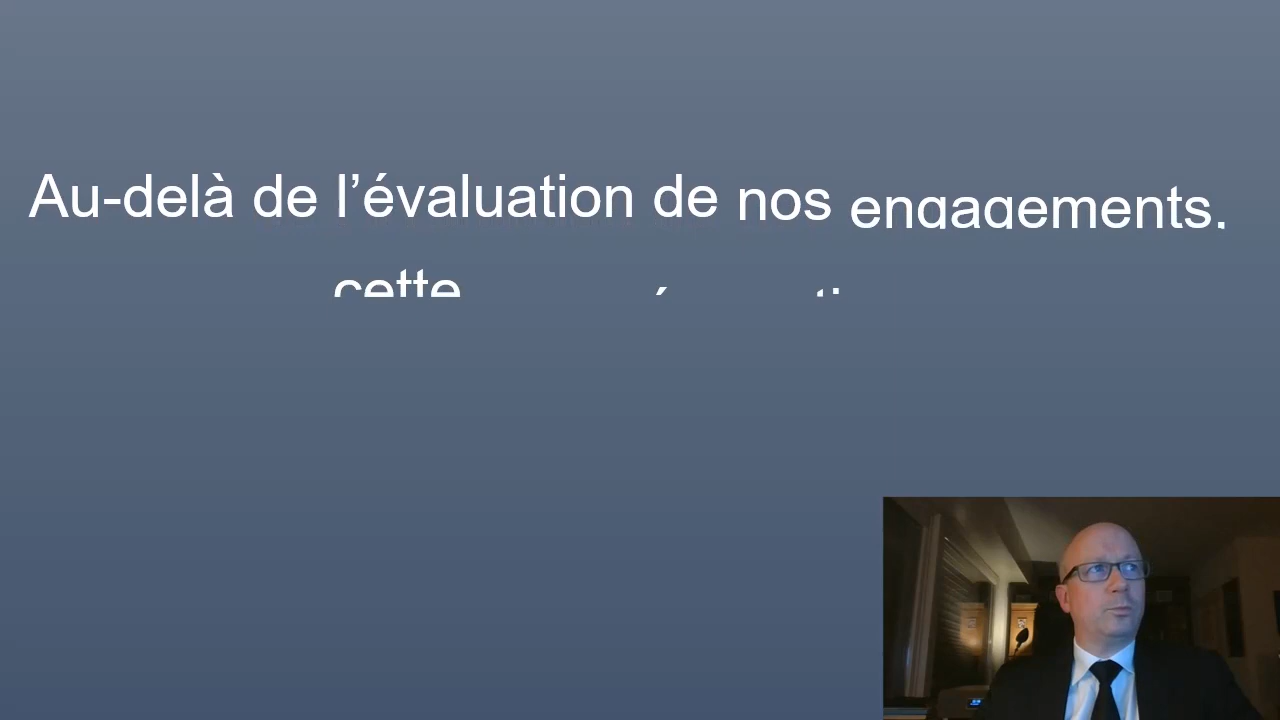 Au-delà de l’évaluation de nos engagements,
cette